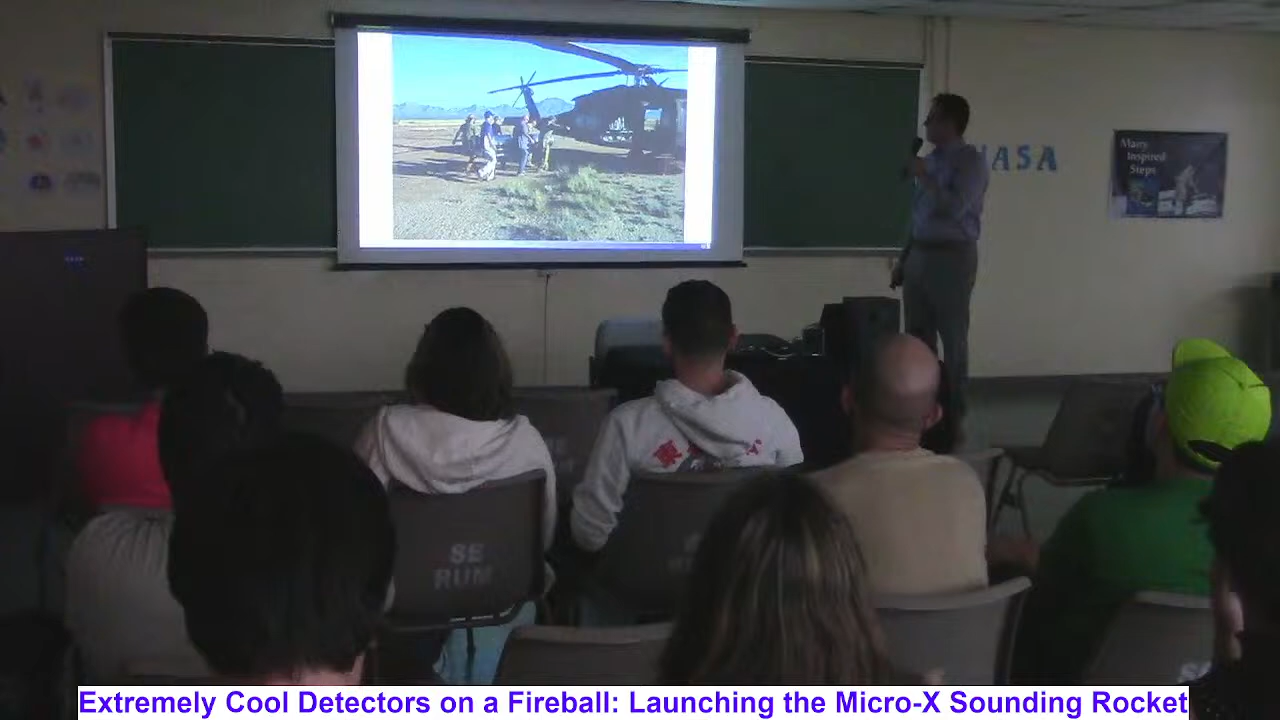 NASA
Many
Inspired
Steps
SE
RUM
Extremely Cool Detectors on a Fireball: Launching the Micro-X Sounding Rocket